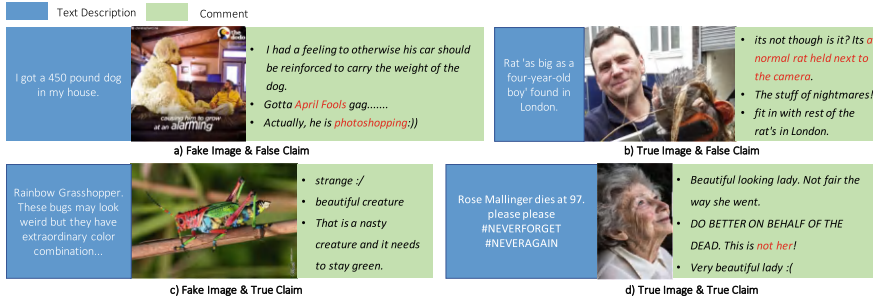 Text Description
Comment
I got a 450 pound dog
in my house.
causing him to grow
at an alarming
• I had a feeling to otherwise his car should
be reinforced to carry the weight of the
dog.
• Gotta April Fools gag.......
• Actually, he is photoshopping:))
a) Fake Image & False Claim
Rat 'as big as a
four-year-old
boy' found in
London.
• its not though is it? Its a
normal rat held next to
the camera.
• The stuff of nightmares!
• fit in with rest of the
rat's in London.
b) True Image & False Claim
Rainbow Grasshopper.
These bugs may look
weird but they have
extraordinary color
combination...
• strange :/
• beautiful creature
• That is a nasty
creature and it needs
to stay green.
c) Fake Image & True Claim
Rose Mallinger dies at 97.
please please
#NEVERFORGET
#NEVERAGAIN
• Beautiful looking lady. Not fair the
way she went.
• DO BETTER ON BEHALF OF THE
DEAD. This is not her!
• Very beautiful lady :(
d) True Image & True Claim